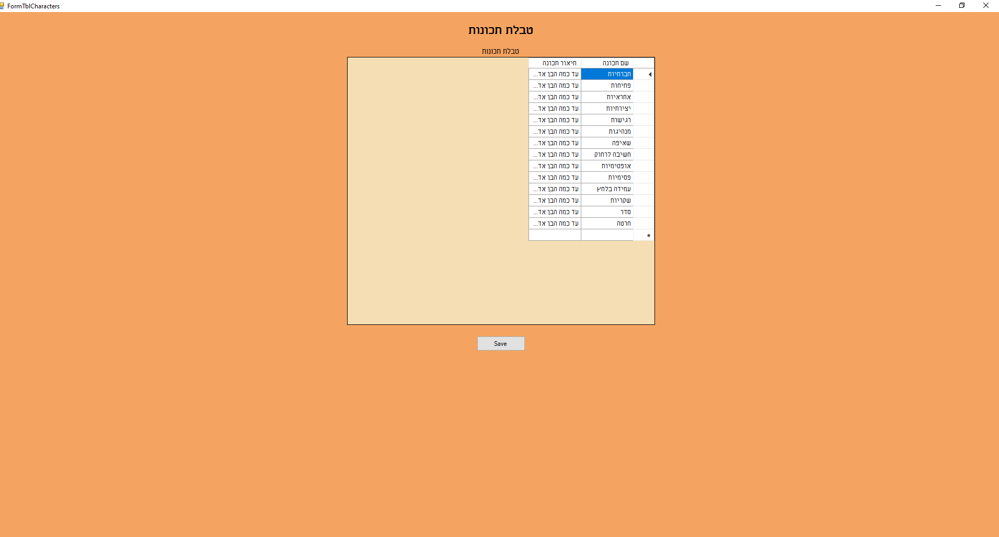 FormTblCharacters
טבלת תכונות
טבלת תכונות
שם תכונה תיאור תכונה
חברתיות עד כמה הבן אד...
פתיחות עד כמה הבן אד...
אחראיות עד כמה הבן אד...
יצירתיות עד כמה הבן אד...
רגישות עד כמה הבן אד...
מנהיגות עד כמה הבן אד...
שאיפה עד כמה הבן אד...
חשיבה לרחוק עד כמה הבן אד...
אופטימיות עד כמה הבן אד...
פסימיות עד כמה הבן אד...
עמידה בלחץ עד כמה הבן אד...
שקריות עד כמה הבן אד...
סדר עד כמה הבן אד...
חרטה עד כמה הבן אד...
Save